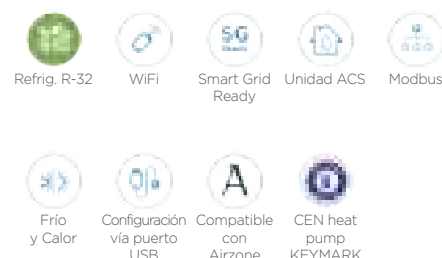 SG
Refrig. R-32 WiFi Smart Grid Unidad ACS Modbus
Ready
A
Frío Configuración Compatible CEN heat
y Calor vía puerto con pump
USB Airzone KEYMARK